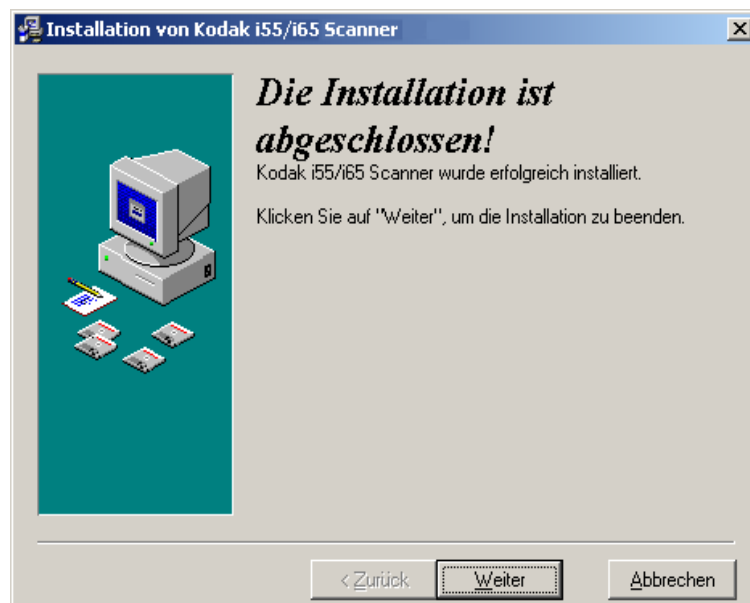 Installation von Kodak i55/i65 Scanner
Die Installation ist
abgeschlossen!
Kodak i55/i65 Scanner wurde erfolgreich installiert.
Klicken Sie auf "Weiter", um die Installation zu beenden.
< Zurück
Weiter
Abbrechen